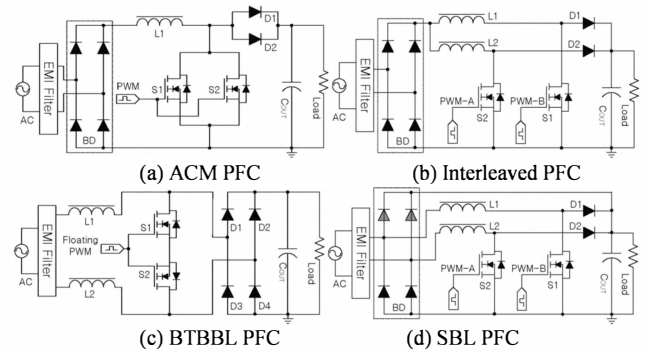 L1
D1
D2
EMI Filter
AC
BD
PWM
S1
S2
COUT
Load
(a) ACM PFC
L1
D1
L2
D2
EMI Filter
AC
BD
PWM-A
S2
PWM-B
S1
COUT
Load
(b) Interleaved PFC
EMI Filter
AC
L1
L2
Floating
PWM
S1
S2
D1
D2
D3
D4
COUT
Load
(c) BTBBL PFC
L1
D1
L2
D2
EMI Filter
AC
BD
PWM-A
S2
PWM-B
S1
COUT
Load
(d) SBL PFC